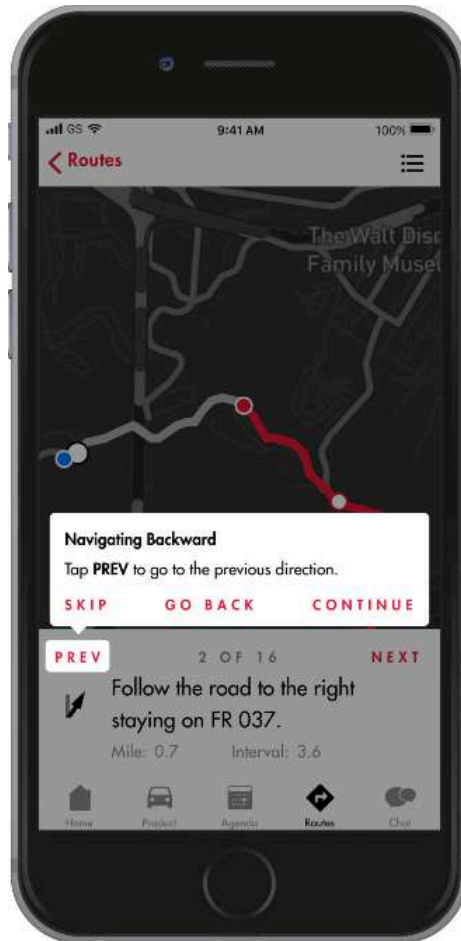 GS
9:41 AM
100%
Routes
The Walt Disn
Family Museu
Navigating Backward
Tap PREV to go to the previous direction.
SKIP GO BACK CONTINUE
PREV 2 OF 16 NEXT
Follow the road to the right
staying on FR 037.
Mile: 0.7 Interval: 3.6
Home Product Agenda Routes Chat